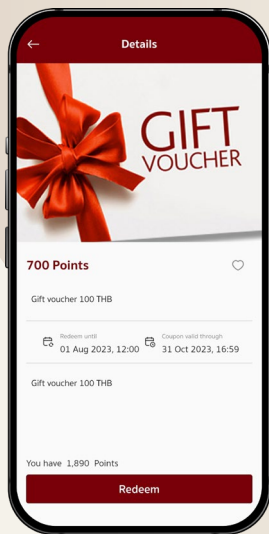 Details
GIFT
VOUCHER
700 Points
Gift voucher 100 THB
Redeem until
01 Aug 2023, 12:00
Coupon valid through
31 Oct 2023, 16:59
Gift voucher 100 THB
You have 1,890 Points
Redeem